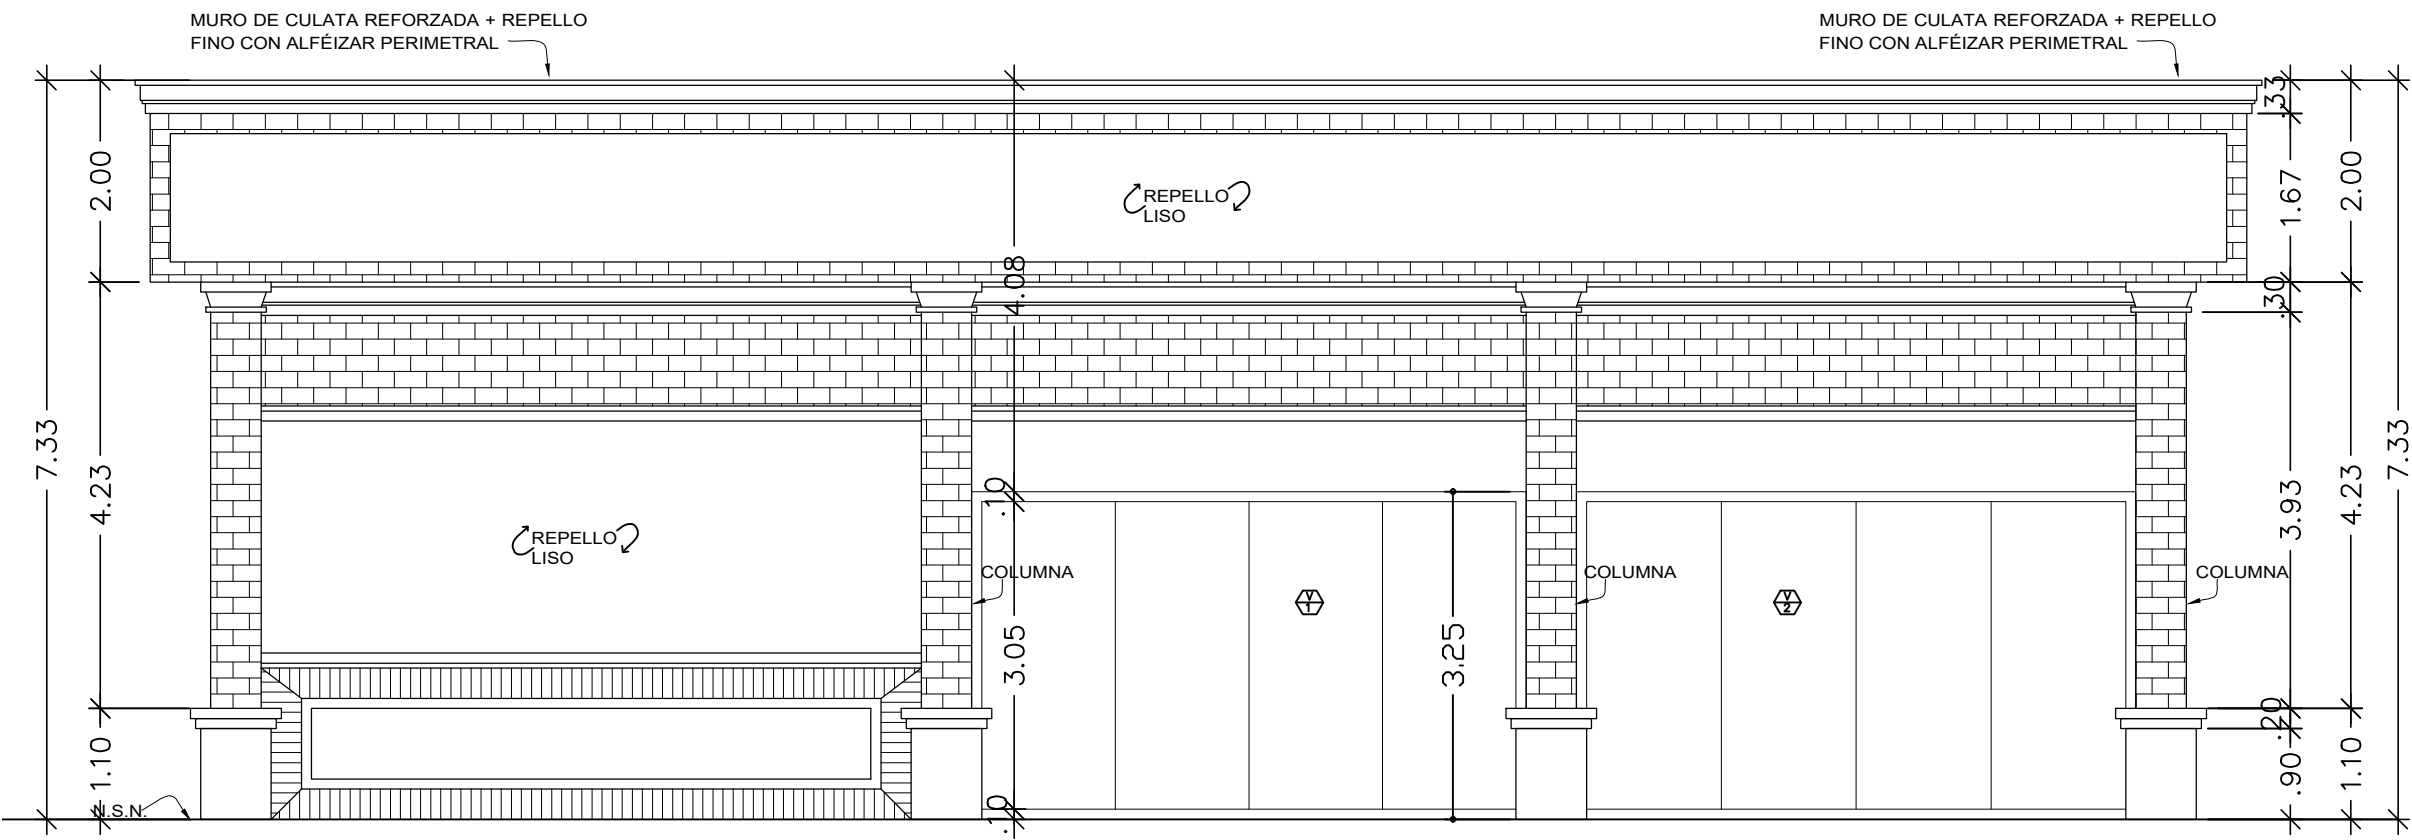 MURO DE CULATA REFORZADA + REPELLO
FINO CON ALFÉIZAR PERIMETRAL
MURO DE CULATA REFORZADA + REPELLO
FINO CON ALFÉIZAR PERIMETRAL
.33
2.00
REPELLO
LISO
1.67
2.00
4.08
.30
7.33
4.23
.10
3.93
4.23
7.33
REPELLO
LISO
COLUMNA
COLUMNA
COLUMNA
V
1
V
2
3.05
3.25
.20
1.10
.90
1.10
N.S.N.
.10